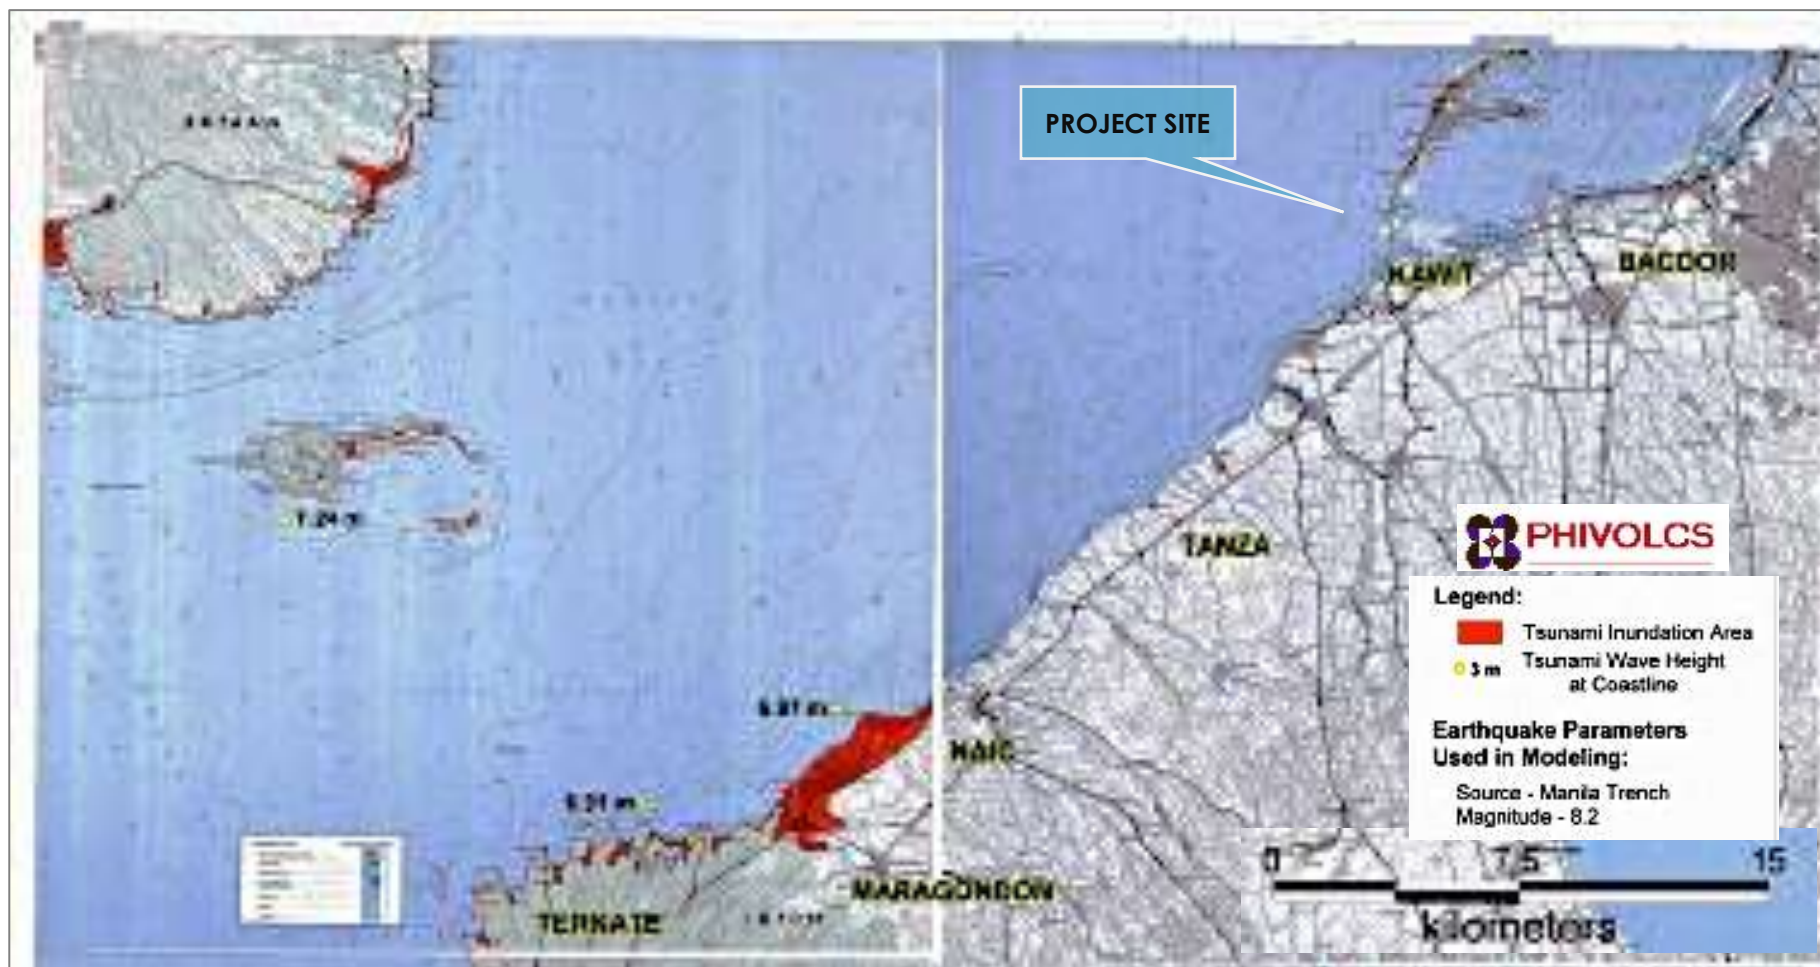 PROJECT SITE
KAWIT
BACOOR
TANZA
NAIC
MARAGONDON
TERNATE
PHIVOLCS
Legend:
Tsunami Inundation Area
3 m Tsunami Wave Height
at Coastline
Earthquake Parameters
Used in Modeling:
Source - Manila Trench
Magnitude - 8.2
0 7.5 15
kilometers